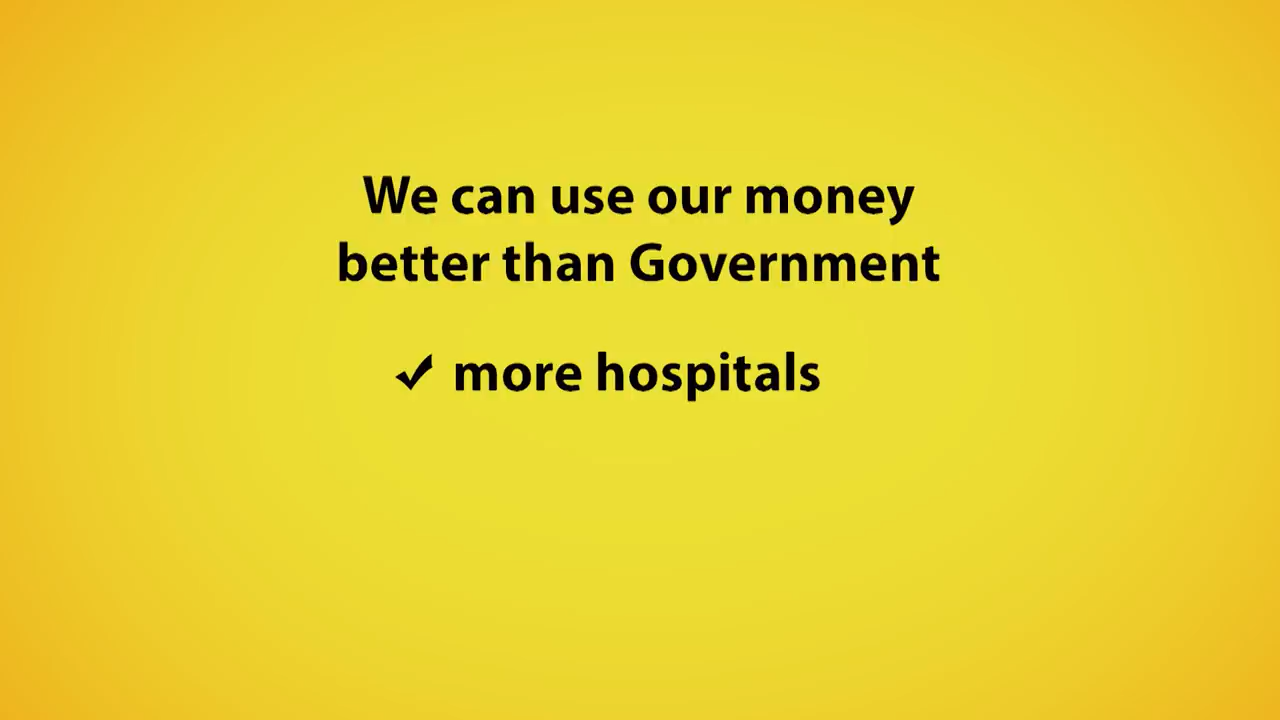 We can use our money
better than Government
✓ more hospitals